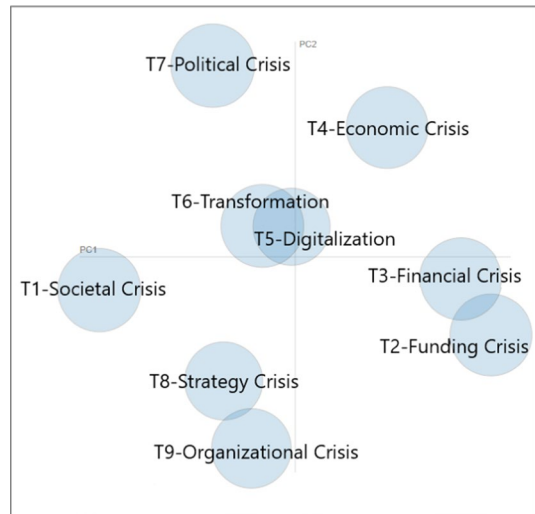 PC2
T7-Political Crisis
T4-Economic Crisis
T6-Transformation
T5-Digitalization
PC1
T3-Financial Crisis
T1-Societal Crisis
T2-Funding Crisis
T8-Strategy Crisis
T9-Organizational Crisis